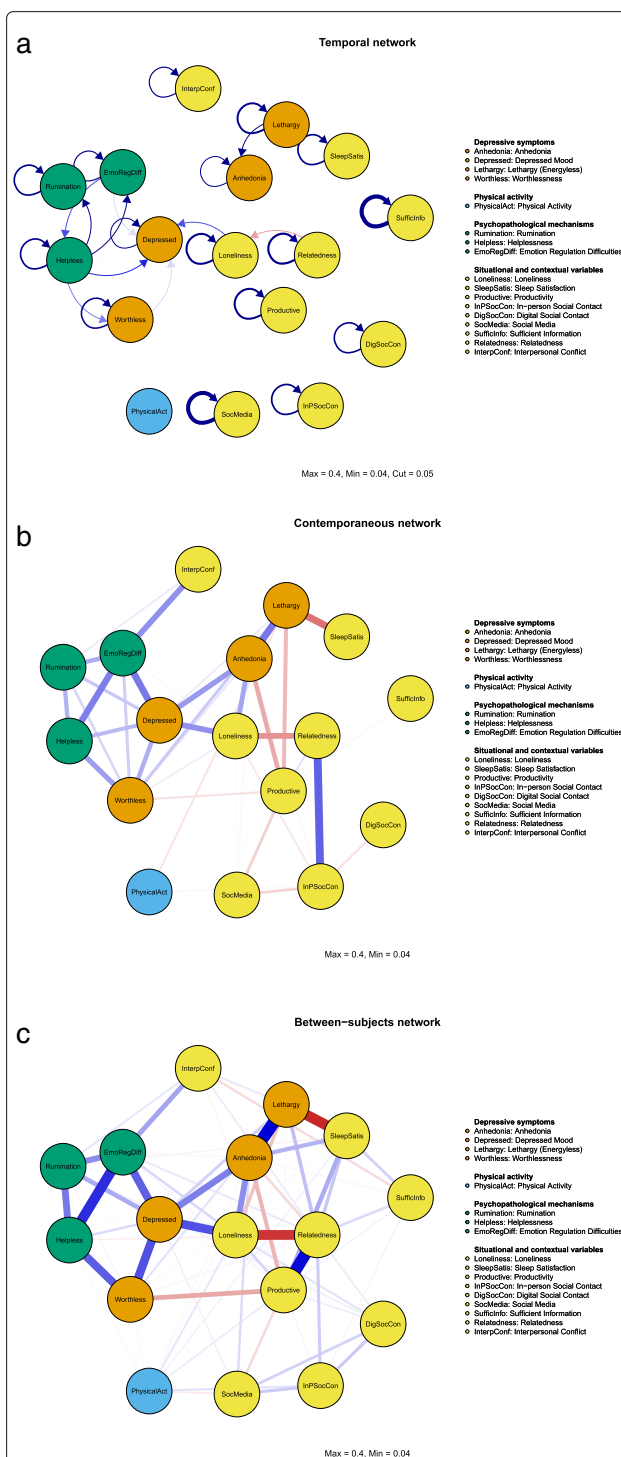 a
Temporal network
InterpConf
Lethargy
SleepSatis
EmoRegDiff
Rumination
Anhedonia
SufficInfo
Depressed
Helpless
Loneliness
Relatedness
Productive
Worthless
DigSocCon
PhysicalAct
SocMedia
InPSocCon
Depressive symptoms
Anhedonia: Anhedonia
Depressed: Depressed Mood
Lethargy: Lethargy (Energyless)
Worthless: Worthlessness
Physical activity
PhysicalAct: Physical Activity
Psychopathological mechanisms
Rumination: Rumination
Helpless: Helplessness
EmoRegDiff: Emotion Regulation Difficulties
Situational and contextual variables
Loneliness: Loneliness
SleepSatis: Sleep Satisfaction
Productive: Productivity
InPSocCon: In−person Social Contact
DigSocCon: Digital Social Contact
SocMedia: Social Media
SufficInfo: Sufficient Information
Relatedness: Relatedness
InterpConf: Interpersonal Conflict
Max = 0.4, Min = 0.04, Cut = 0.05
b
Contemporaneous network
InterpConf
Lethargy
SleepSatis
EmoRegDiff
Rumination
Anhedonia
SufficInfo
Depressed
Helpless
Loneliness
Relatedness
Productive
Worthless
DigSocCon
PhysicalAct
SocMedia
InPSocCon
Depressive symptoms
Anhedonia: Anhedonia
Depressed: Depressed Mood
Lethargy: Lethargy (Energyless)
Worthless: Worthlessness
Physical activity
PhysicalAct: Physical Activity
Psychopathological mechanisms
Rumination: Rumination
Helpless: Helplessness
EmoRegDiff: Emotion Regulation Difficulties
Situational and contextual variables
Loneliness: Loneliness
SleepSatis: Sleep Satisfaction
Productive: Productivity
InPSocCon: In−person Social Contact
DigSocCon: Digital Social Contact
SocMedia: Social Media
SufficInfo: Sufficient Information
Relatedness: Relatedness
InterpConf: Interpersonal Conflict
Max = 0.4, Min = 0.04
c
Between−subjects network
InterpConf
Lethargy
SleepSatis
EmoRegDiff
Rumination
Anhedonia
SufficInfo
Depressed
Helpless
Loneliness
Relatedness
Productive
Worthless
DigSocCon
PhysicalAct
SocMedia
InPSocCon
Depressive symptoms
Anhedonia: Anhedonia
Depressed: Depressed Mood
Lethargy: Lethargy (Energyless)
Worthless: Worthlessness
Physical activity
PhysicalAct: Physical Activity
Psychopathological mechanisms
Rumination: Rumination
Helpless: Helplessness
EmoRegDiff: Emotion Regulation Difficulties
Situational and contextual variables
Loneliness: Loneliness
SleepSatis: Sleep Satisfaction
Productive: Productivity
InPSocCon: In−person Social Contact
DigSocCon: Digital Social Contact
SocMedia: Social Media
SufficInfo: Sufficient Information
Relatedness: Relatedness
InterpConf: Interpersonal Conflict
Max = 0.4, Min = 0.04